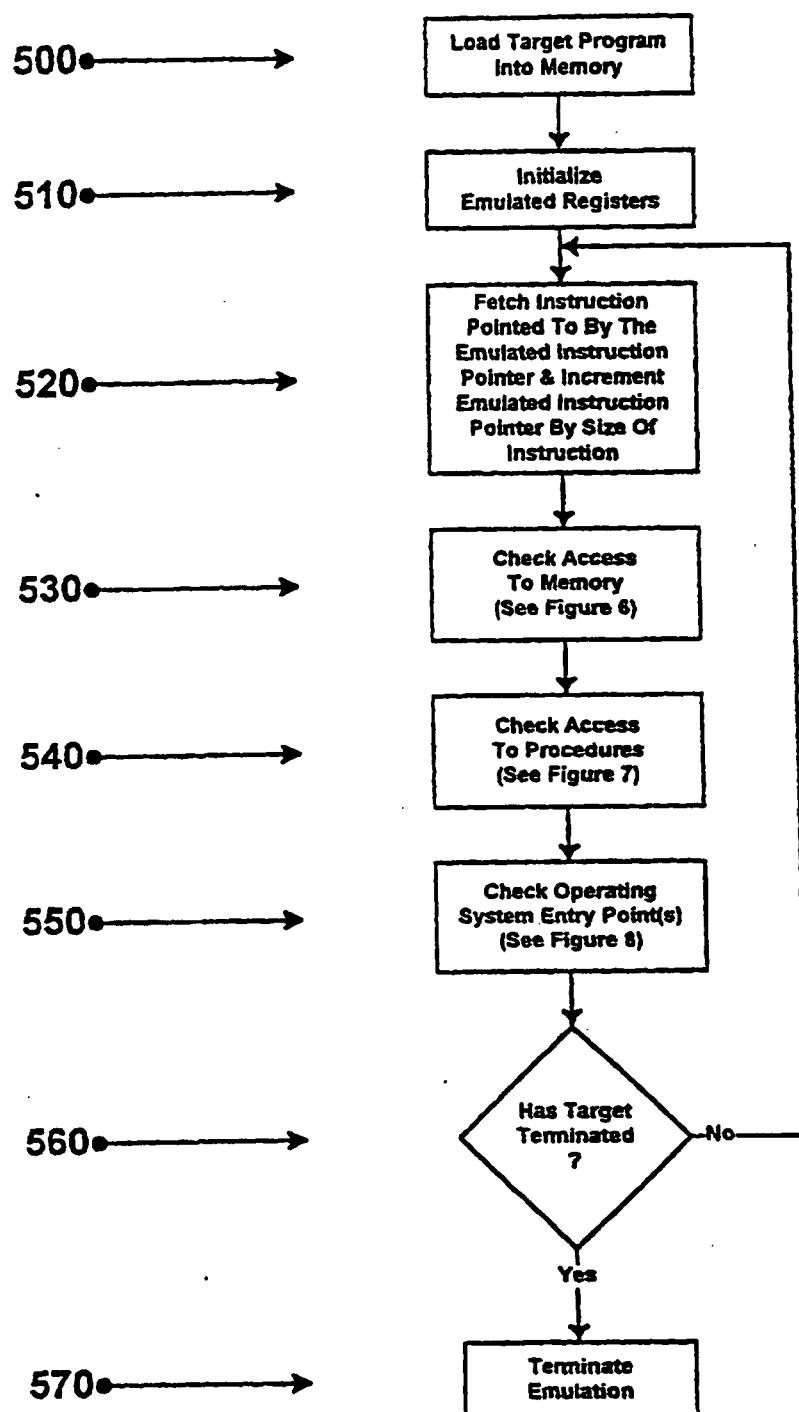 500
Load Target Program
Into Memory
510
Initialize
Emulated Registers
520
Fetch Instruction
Pointed To By The
Emulated Instruction
Pointer & Increment
Emulated Instruction
Pointer By Size Of
Instruction
530
Check Access
To Memory
(See Figure 6)
540
Check Access
To Procedures
(See Figure 7)
550
Check Operating
System Entry Point(s)
(See Figure 8)
560
Has Target
Terminated
?
No
Yes
570
Terminate
Emulation